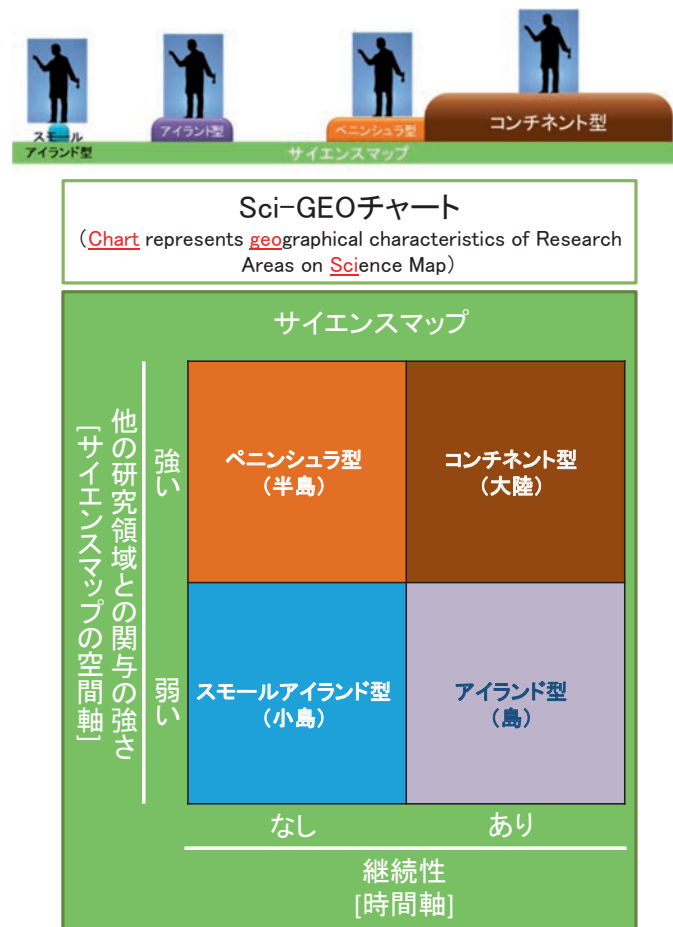 スモール
アイランド型
アイランド型
ペニンシュラ型
コンチネント型
サイエンスマップ
Sci-GEOチャート
（Chart represents geographical characteristics of Research
Areas on Science Map）
サイエンスマップ
他の研究領域との関与の強さ
［サイエンスマップの空間軸］
強い
ペニンシュラ型
（半島）
コンチネント型
（大陸）
弱い
スモールアイランド型
（小島）
アイランド型
（島）
なし
あり
継続性
[時間軸]